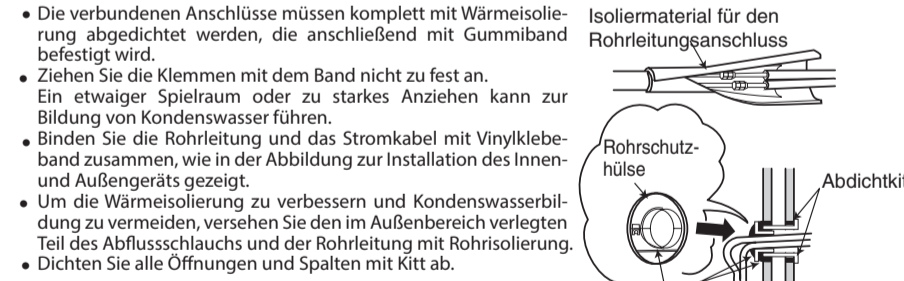 • Die verbundenen Anschlüsse müssen komplett mit Wärmeisolie-
rung abgedichtet werden, die anschließend mit Gummiband
befestigt wird.
• Ziehen Sie die Klemmen mit dem Band nicht zu fest an.
Ein etwaiger Spielraum oder zu starkes Anziehen kann zur
Bildung von Kondenswasser führen.
• Binden Sie die Rohrleitung und das Stromkabel mit Vinylklebe-
band zusammen, wie in der Abbildung zur Installation des Innen-
und Außengeräts gezeigt.
• Um die Wärmeisolierung zu verbessern und Kondenswasserbil-
dung zu vermeiden, versehen Sie den im Außenbereich verlegten
Teil des Abflussschlauchs und der Rohrleitung mit Rohrisolierung.
• Dichten Sie alle Öffnungen und Spalten mit Kitt ab.
Isoliermaterial für den
Rohrleitungsanschluss
Rohrschutz-
hülse
Abdichtkit